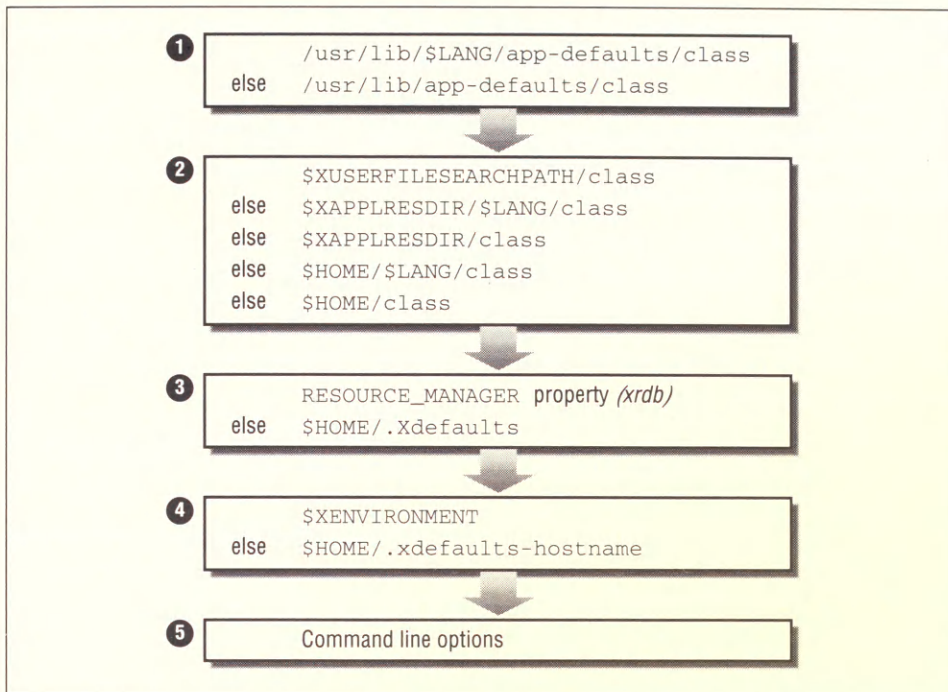 1 /usr/lib/$LANG/app-defaults/class
else /usr/lib/app-defaults/class
2 $XUSERFILESEARCHPATH/class
else $XAPPLRESDIR/$LANG/class
else $XAPPLRESDIR/class
else $HOME/$LANG/class
else $HOME/class
3 RESOURCE_MANAGER property (xrdb)
else $HOME/.Xdefaults
4 $XENVIRONMENT
else $HOME/.xdefaults-hostname
5 Command line options